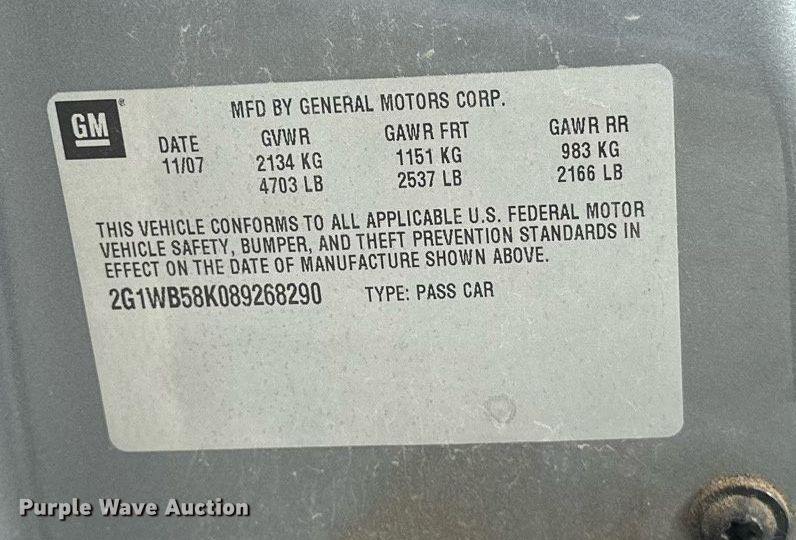 GM
MFD BY GENERAL MOTORS CORP.
DATE GVWR GAWR FRT GAWR RR
11/07 2134 KG 1151 KG 983 KG
4703 LB 2537 LB 2166 LB
THIS VEHICLE CONFORMS TO ALL APPLICABLE U.S. FEDERAL MOTOR
VEHICLE SAFETY, BUMPER, AND THEFT PREVENTION STANDARDS IN
EFFECT ON THE DATE OF MANUFACTURE SHOWN ABOVE.
2G1WB58K089268290 TYPE: PASS CAR
Purple Wave Auction